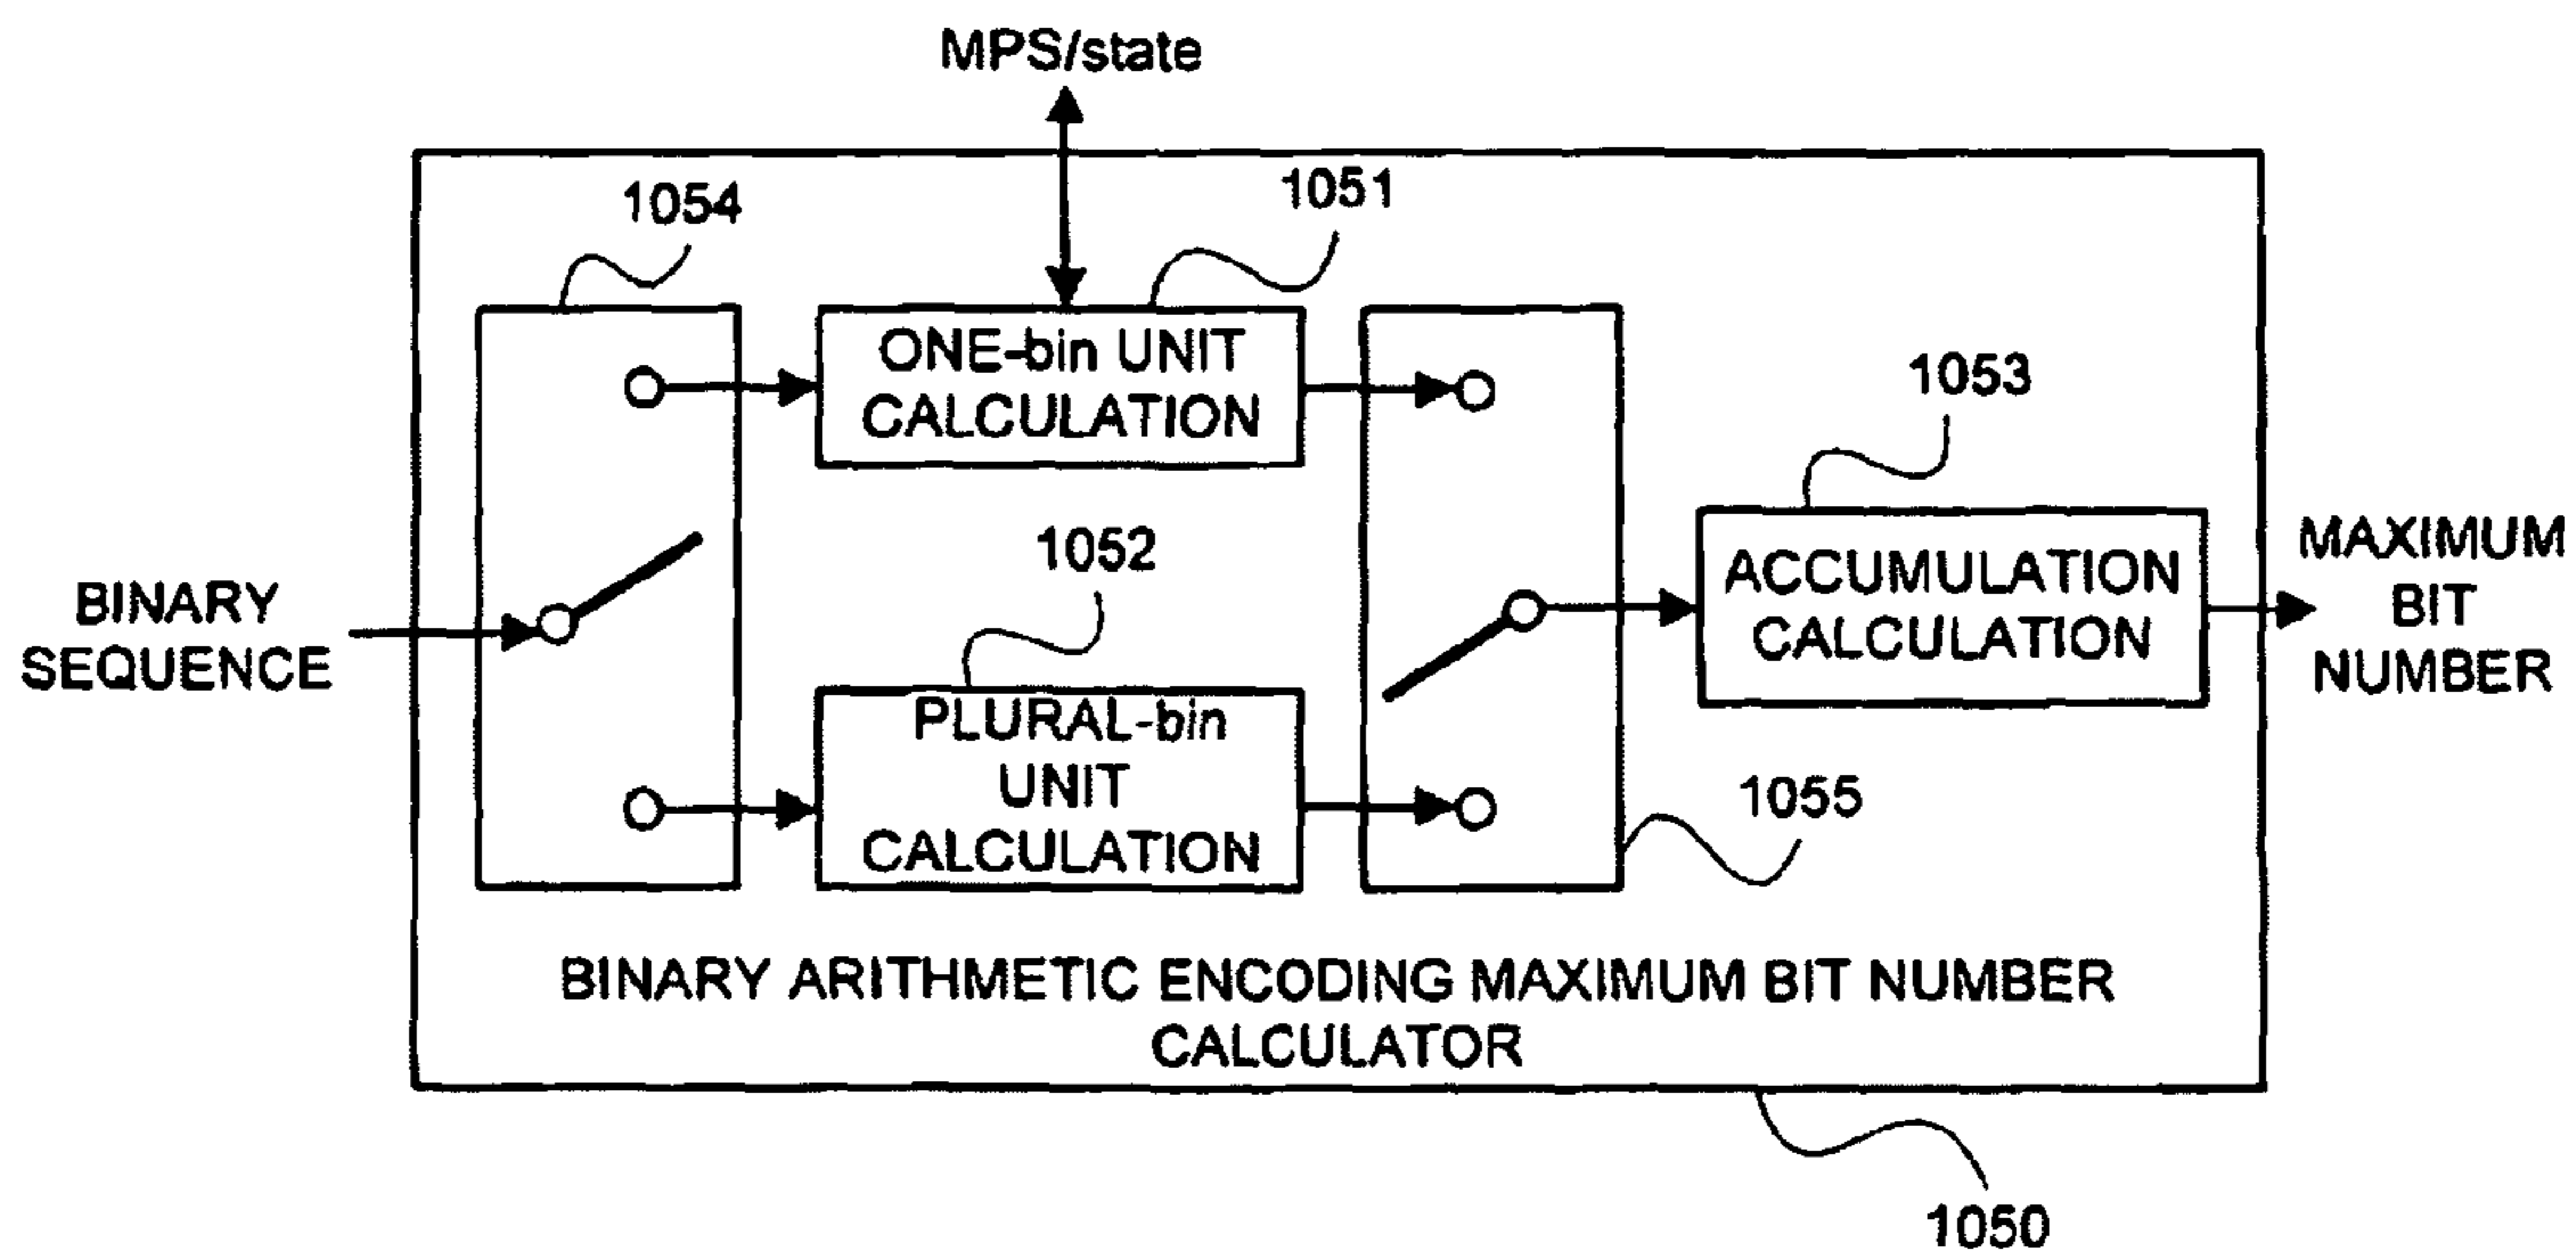 MPS/state
1054
1051
ONE-bin UNIT
CALCULATION
1053
1052
BINARY
SEQUENCE
ACCUMULATION
CALCULATION
MAXIMUM
BIT
NUMBER
PLURAL-bin
UNIT
CALCULATION
1055
BINARY ARITHMETIC ENCODING MAXIMUM BIT NUMBER
CALCULATOR
1050